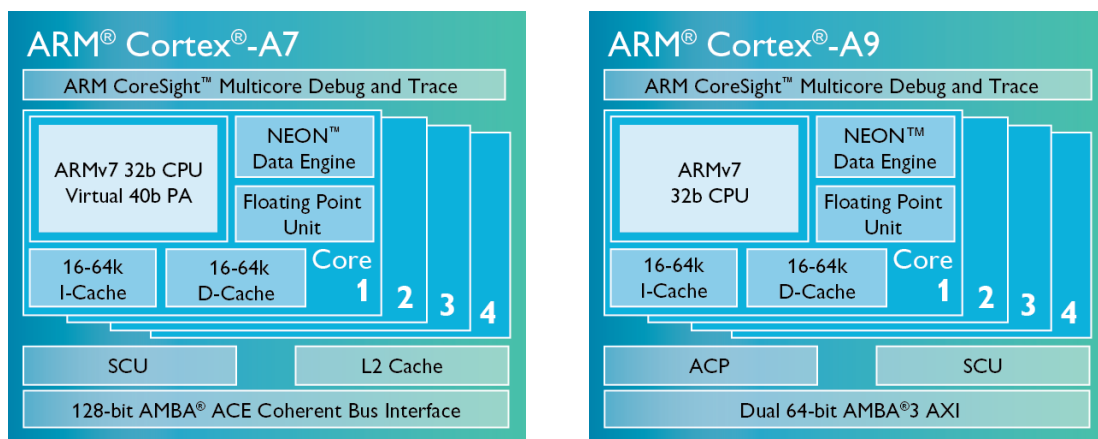 ARM® Cortex®-A7
ARM CoreSight™ Multicore Debug and Trace
ARMv7 32b CPU
Virtual 40b PA
NEON™
Data Engine
Floating Point
Unit
16-64k
I-Cache
16-64k
D-Cache
Core
1
2
3
4
SCU
L2 Cache
128-bit AMBA® ACE Coherent Bus Interface
ARM® Cortex®-A9
ARM CoreSight™ Multicore Debug and Trace
ARMv7
32b CPU
NEON™
Data Engine
Floating Point
Unit
16-64k
I-Cache
16-64k
D-Cache
Core
1
2
3
4
ACP
SCU
Dual 64-bit AMBA®3 AXI